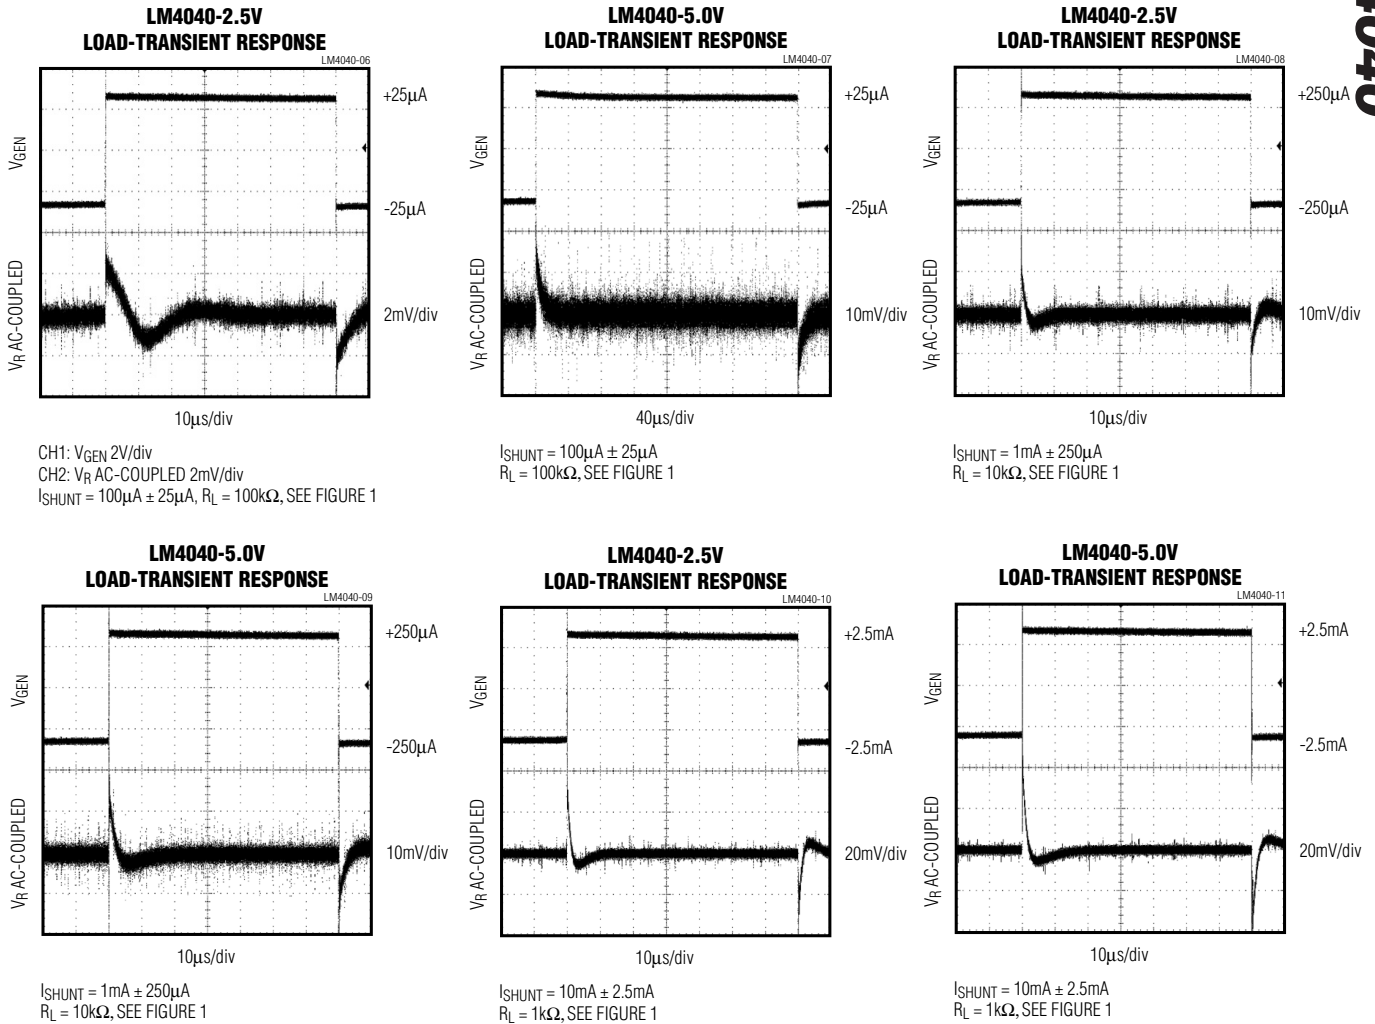 LM4040-2.5V
LOAD-TRANSIENT RESPONSE
LM4040-06
+25µA
VGEN
-25µA
VR AC-COUPLED
2mV/div
10µs/div
CH1: VGEN 2V/div
CH2: VR AC-COUPLED 2mV/div
ISHUNT = 100µA ± 25µA, RL = 100kΩ, SEE FIGURE 1
LM4040-5.0V
LOAD-TRANSIENT RESPONSE
LM4040-07
+25µA
VGEN
-25µA
VR AC-COUPLED
10mV/div
40µs/div
ISHUNT = 100µA ± 25µA
RL = 100kΩ, SEE FIGURE 1
LM4040-2.5V
LOAD-TRANSIENT RESPONSE
LM4040-08
+250µA
VGEN
-250µA
VR AC-COUPLED
10mV/div
10µs/div
ISHUNT = 1mA ± 250µA
RL = 10kΩ, SEE FIGURE 1
LM4040-5.0V
LOAD-TRANSIENT RESPONSE
LM4040-09
+250µA
VGEN
-250µA
VR AC-COUPLED
10mV/div
10µs/div
ISHUNT = 1mA ± 250µA
RL = 10kΩ, SEE FIGURE 1
LM4040-2.5V
LOAD-TRANSIENT RESPONSE
LM4040-10
+2.5mA
VGEN
-2.5mA
VR AC-COUPLED
20mV/div
10µs/div
ISHUNT = 10mA ± 2.5mA
RL = 1kΩ, SEE FIGURE 1
LM4040-5.0V
LOAD-TRANSIENT RESPONSE
LM4040-11
+2.5mA
VGEN
-2.5mA
VR AC-COUPLED
20mV/div
10µs/div
ISHUNT = 10mA ± 2.5mA
RL = 1kΩ, SEE FIGURE 1